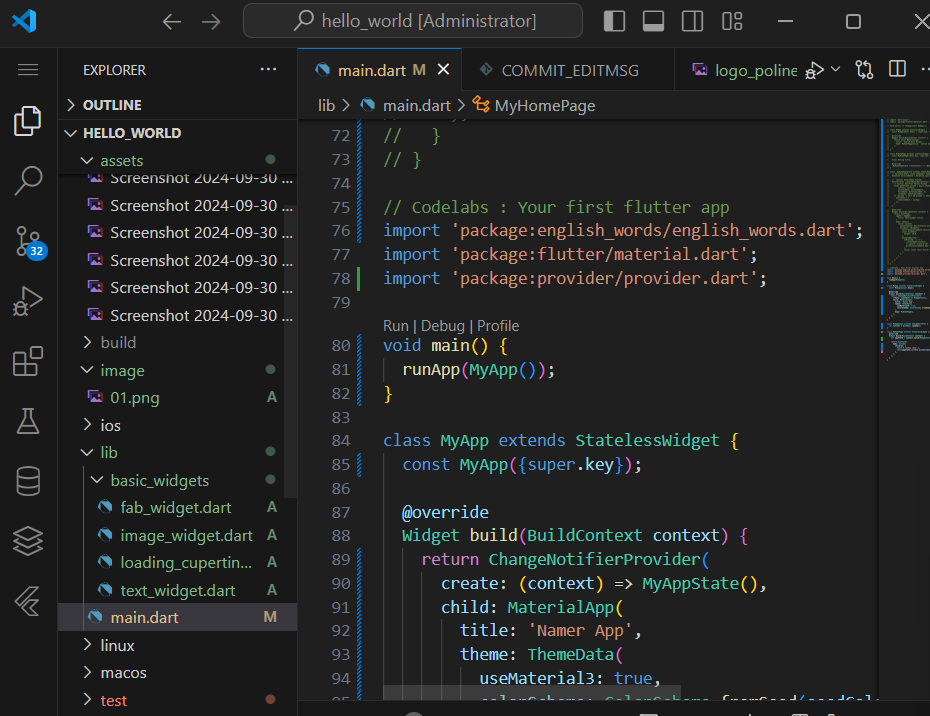 hello_world [Administrator]
EXPLORER
OUTLINE
HELLO_WORLD
assets
Screenshot 2024-09-30 ...
Screenshot 2024-09-30 ...
Screenshot 2024-09-30 ...
Screenshot 2024-09-30 ...
Screenshot 2024-09-30 ...
Screenshot 2024-09-30 ...
build
image
01.png A
ios
lib
basic_widgets
fab_widget.dart A
image_widget.dart A
loading_cupertin... A
text_widget.dart A
main.dart M
linux
macos
test
32
main.dart M
COMMIT_EDITMSG
logo_poline
lib > main.dart > MyHomePage
72 // }
73 // }
74
75 // Codelabs : Your first flutter app
76 import 'package:english_words/english_words.dart';
77 import 'package:flutter/material.dart';
78 import 'package:provider/provider.dart';
79
Run | Debug | Profile
80 void main() {
81 runApp(MyApp());
82 }
83
84 class MyApp extends StatelessWidget {
85 const MyApp({super.key});
86
87 @override
88 Widget build(BuildContext context) {
89 return ChangeNotifierProvider(
90 create: (context) => MyAppState(),
91 child: MaterialApp(
92 title: 'Namer App',
93 theme: ThemeData(
94 useMaterial3: true,